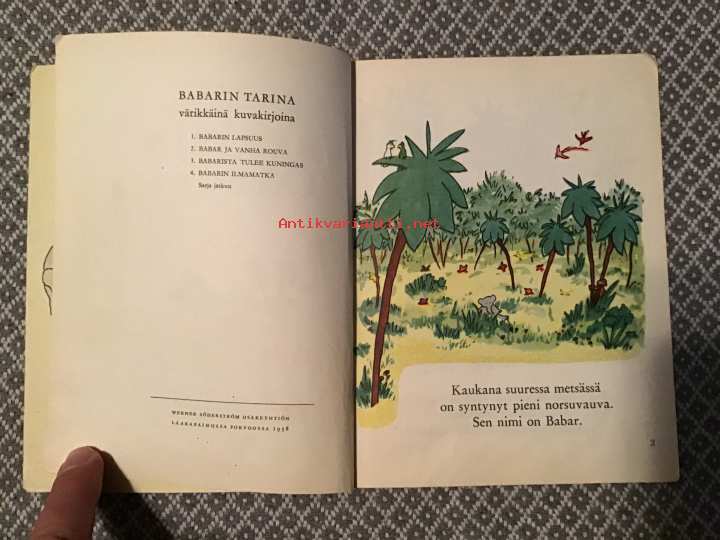 BABARIN TARINA
värikkäinä kuvakirjoina
1. BABARIN LAPSUUS
2. BABAR JA VANHA ROUVA
3. BABARISTA TULEE KUNINGAS
4. BABARIN ILMAMATKA
Sarja jatkuu
WERNER SÖDERSTRÖM OSAKEYHTIÖN
LAAKAPAINOSSA PORVOOSSA 1958
Antikvariaatti.net
Kaukana suuressa metsässä
on syntynyt pieni norsuvauva.
Sen nimi on Babar.